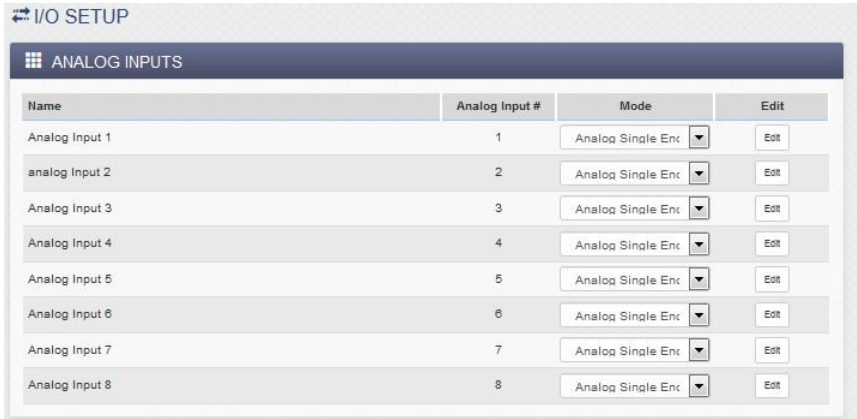 I/O SETUP
ANALOG INPUTS
Name Analog Input # Mode Edit
Analog Input 1 1 Analog Single Enc Edit
analog Input 2 2 Analog Single Enc Edit
Analog Input 3 3 Analog Single Enc Edit
Analog Input 4 4 Analog Single Enc Edit
Analog Input 5 5 Analog Single Enc Edit
Analog Input 6 6 Analog Single Enc Edit
Analog Input 7 7 Analog Single Enc Edit
Analog Input 8 8 Analog Single Enc Edit